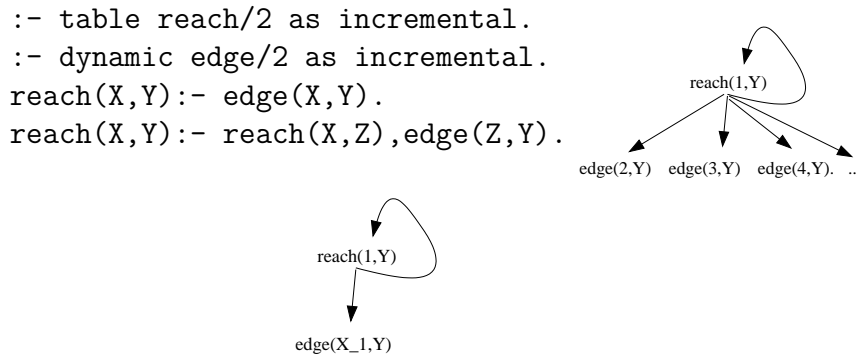 :- table reach/2 as incremental.
:- dynamic edge/2 as incremental.
reach(X,Y):- edge(X,Y).
reach(X,Y):- reach(X,Z),edge(Z,Y).
reach(1,Y)
edge(2,Y) edge(3,Y) edge(4,Y). ..
reach(1,Y)
edge(X_1,Y)